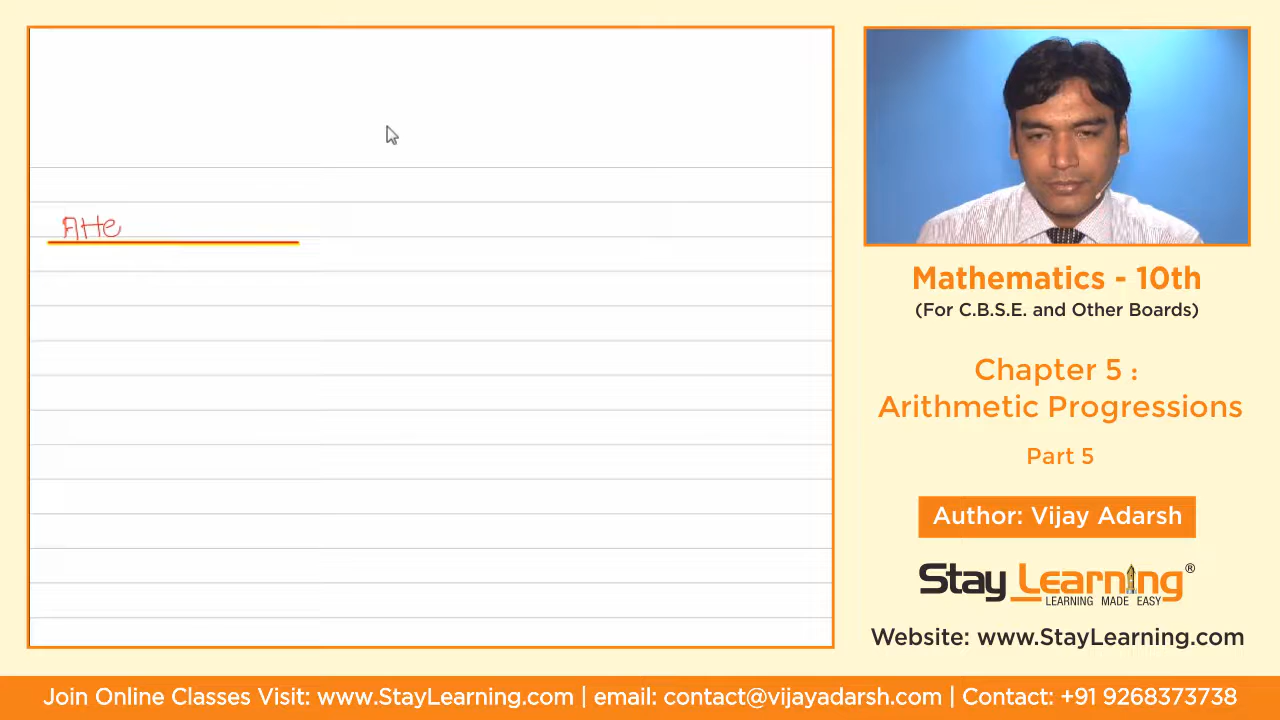 Atte
Mathematics - 10th
(For C.B.S.E. and Other Boards)
Chapter 5 :
Arithmetic Progressions
Part 5
Author: Vijay Adarsh
Stay Learning®
LEARNING MADE EASY
Website: www.StayLearning.com
Join Online Classes Visit: www.StayLearning.com | email: contact@vijayadarsh.com | Contact: +91 9268373738